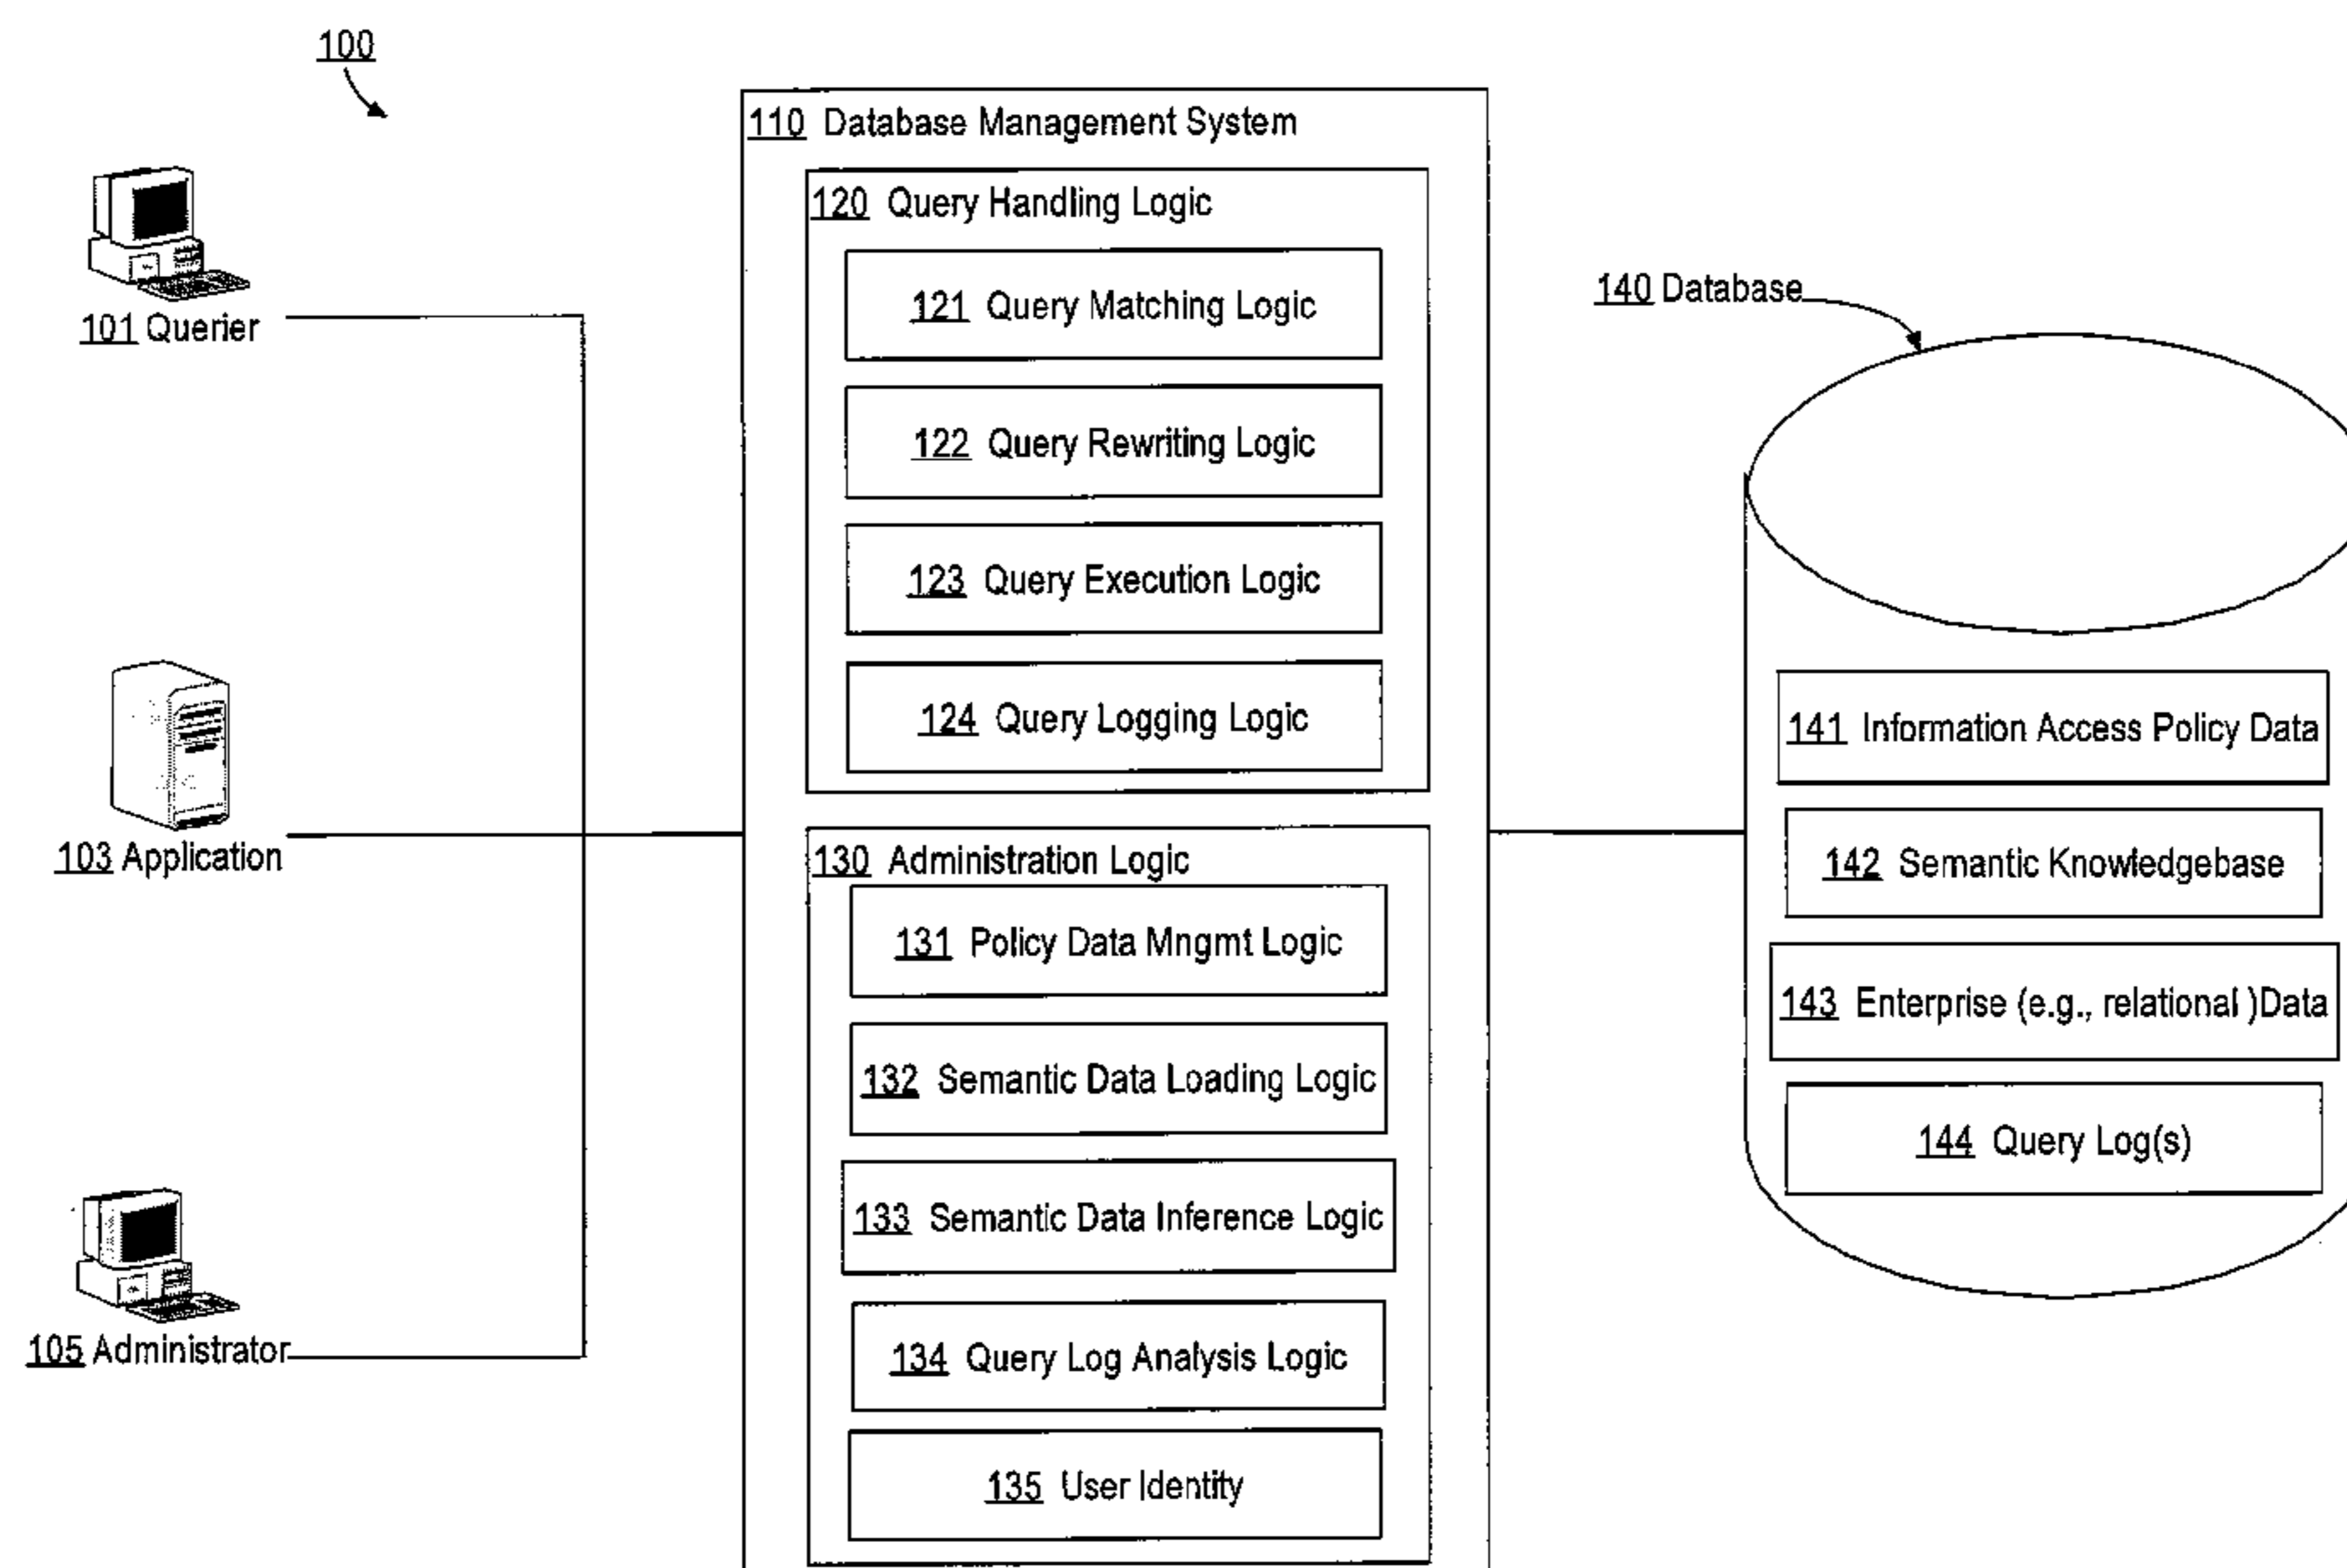 100
110 Database Management System
120 Query Handling Logic
121 Query Matching Logic
122 Query Rewriting Logic
123 Query Execution Logic
124 Query Logging Logic
130 Administration Logic
131 Policy Data Mngmt Logic
132 Semantic Data Loading Logic
133 Semantic Data Inference Logic
134 Query Log Analysis Logic
135 User Identity
101 Querier
103 Application
105 Administrator
140 Database
141 Information Access Policy Data
142 Semantic Knowledgebase
143 Enterprise (e.g., relational )Data
144 Query Log(s)